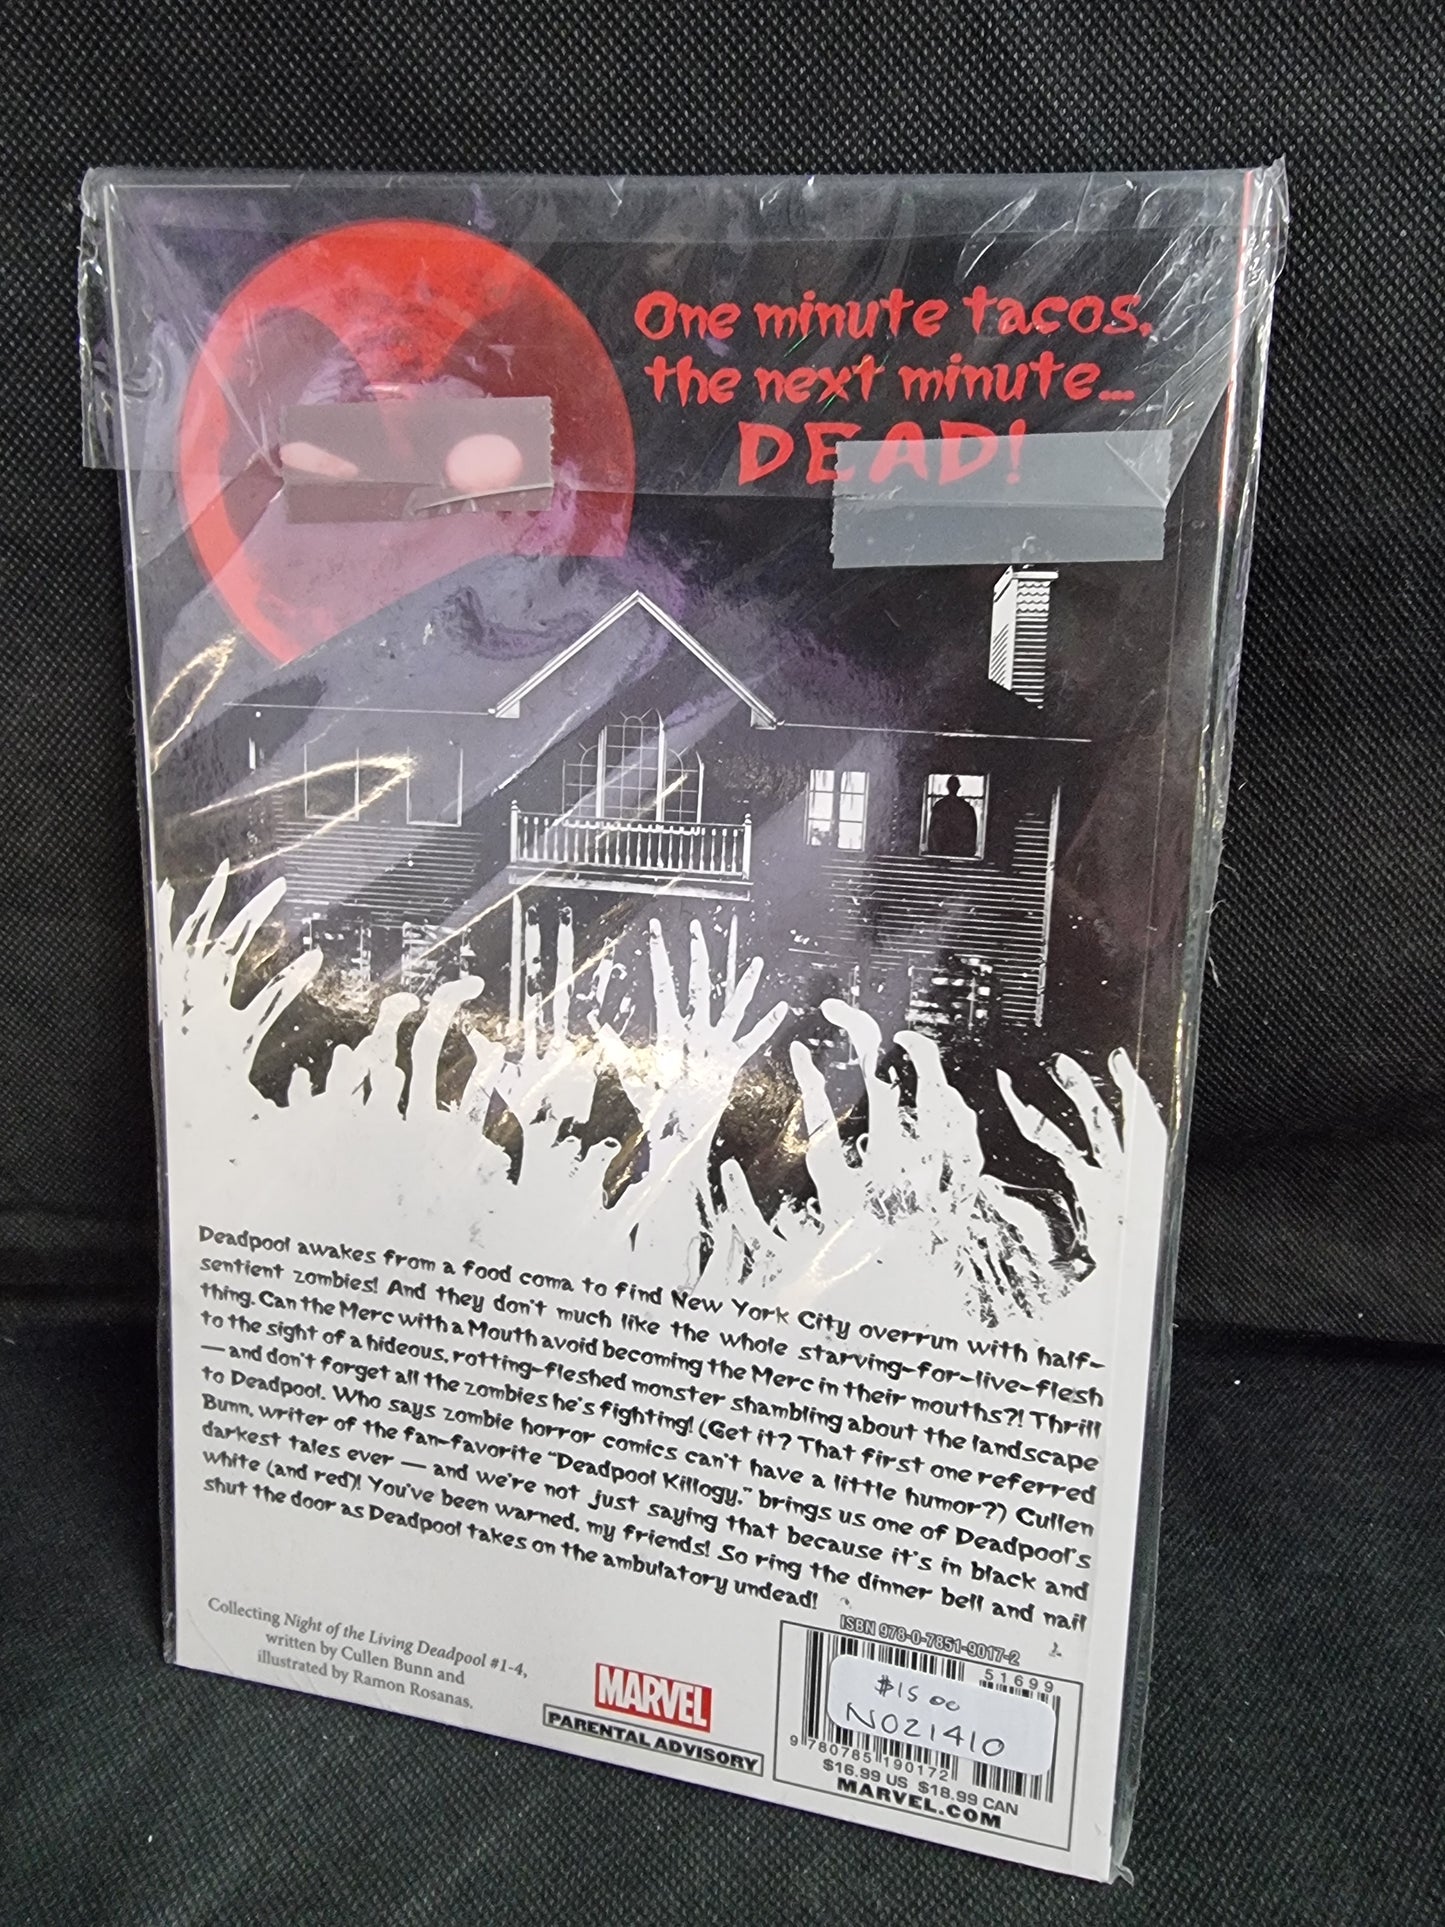 One minute tacos,
the next minute...
DEAD!
Deadpool awakes from a food coma to find New York City overrun with half-
sentient zombies! And they don't much like the whole starving-for-live-flesh
thing. Can the Merc with a Mouth avoid becoming the Merc in their mouths?! Thrill
to the sight of a hideous, rotting-fleshed monster shambling about the landscape
— and don't forget all the zombies he's fighting! (Get it? That first one referred
to Deadpool. Who says zombie horror comics can't have a little humor?) Cullen
Bunn, writer of the fan-favorite "Deadpool Killogy," brings us one of Deadpool's
darkest tales ever — and we're not just saying that because it's in black and
white (and red)! You've been warned, my friends! So ring the dinner bell and nail
shut the door as Deadpool takes on the ambulatory undead!
Collecting Night of the Living Deadpool #1-4,
written by Cullen Bunn and
illustrated by Ramon Rosanas.
MARVEL
PARENTAL ADVISORY
ISBN 978-0-7851-9017-2
51699
$15.00
N021410
9 780785 190172
$16.99 US $18.99 CAN
MARVEL.COM